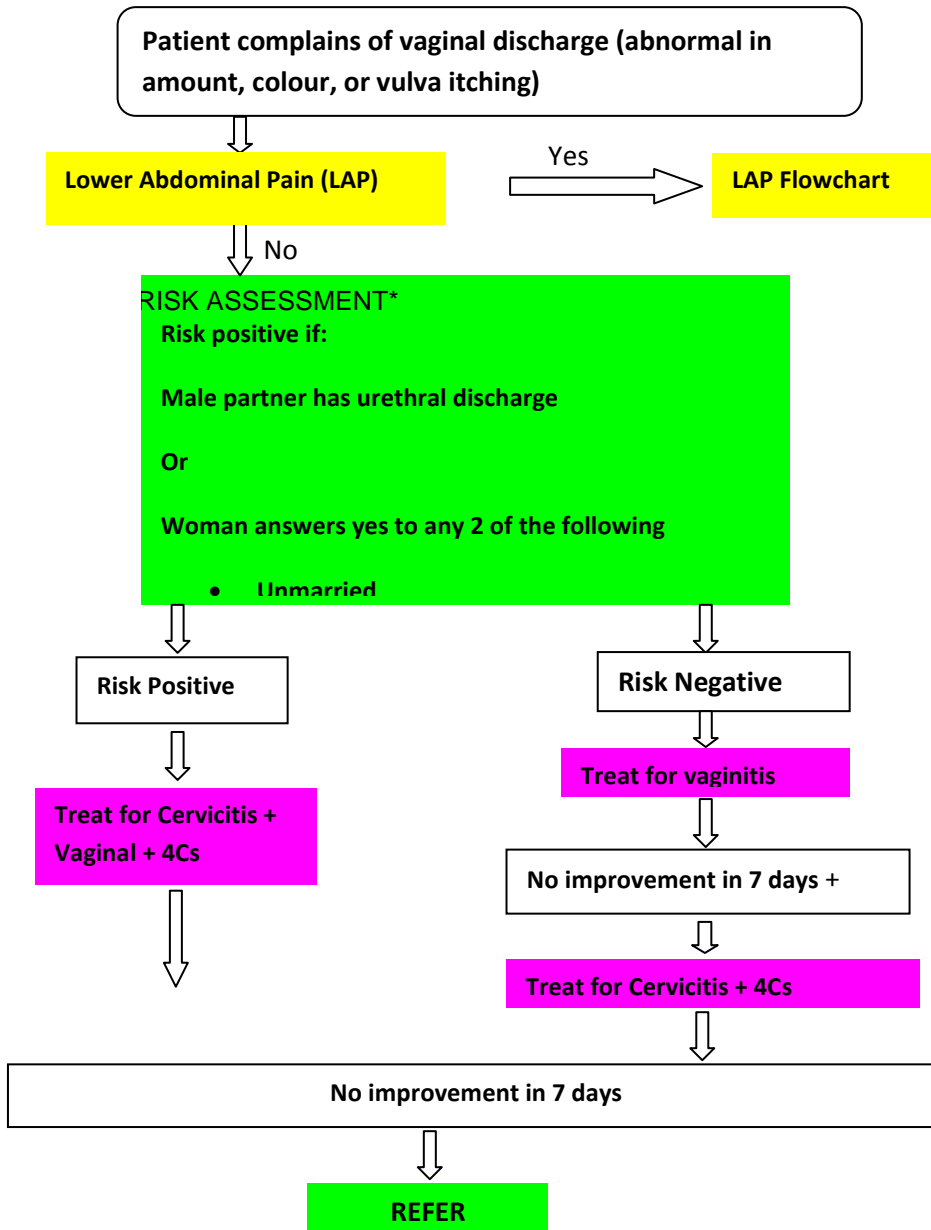 Patient complains of vaginal discharge (abnormal in
amount, colour, or vulva itching)
Lower Abdominal Pain (LAP)
Yes
LAP Flowchart
No
RISK ASSESSMENT*
Risk positive if:
Male partner has urethral discharge
Or
Woman answers yes to any 2 of the following
• Unmarried
Risk Positive
Risk Negative
Treat for vaginitis
Treat for Cervicitis +
Vaginal + 4Cs
No improvement in 7 days +
Treat for Cervicitis + 4Cs
No improvement in 7 days
REFER